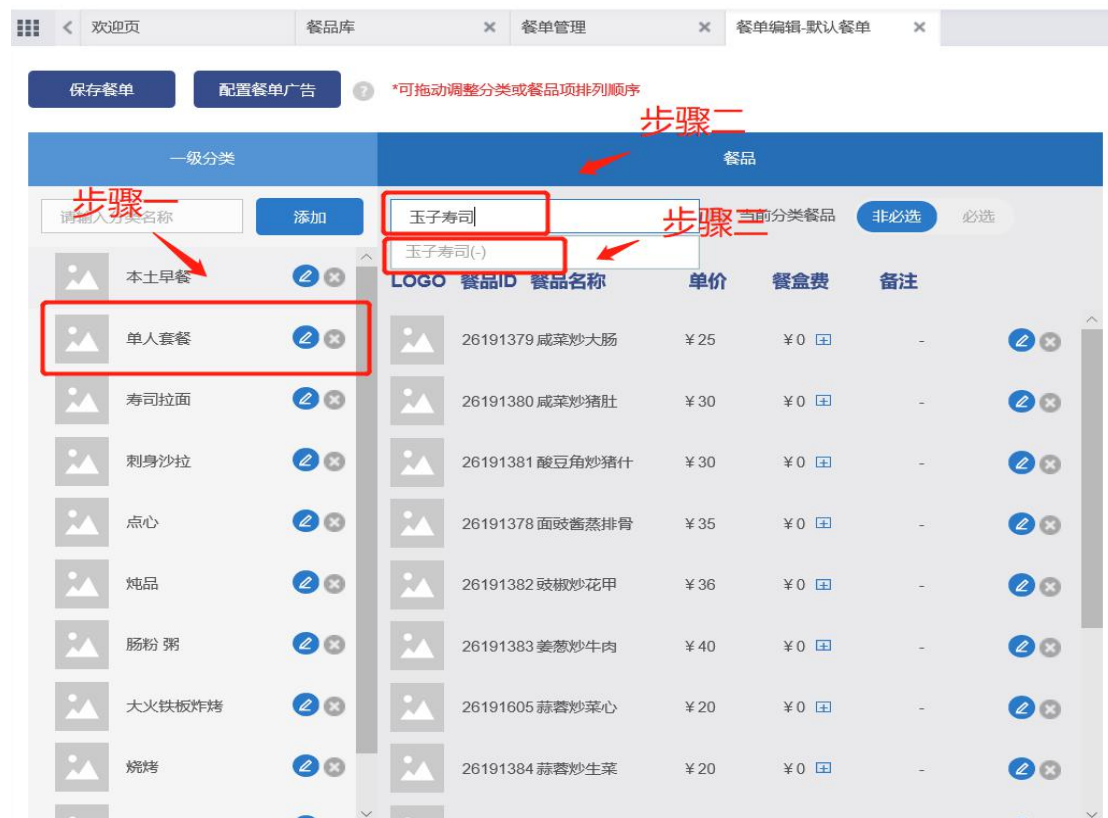 欢迎页 餐品库 餐单管理 餐单编辑-默认餐单
保存餐单 配置餐单广告 ? *可拖动调整分类或餐品项排列顺序
步骤二
一级分类 餐品
步骤一
请输入分类名称 添加 玉子寿司 步骤三 当前分类餐品 非必选 必选
玉子寿司(-)
LOGO 餐品ID 餐品名称 单价 餐盒费 备注
本土早餐
单人套餐 26191379 咸菜炒大肠 ¥25 ¥0 -
寿司拉面 26191380 咸菜炒猪肚 ¥30 ¥0 -
刺身沙拉 26191381 酸豆角炒猪什 ¥30 ¥0 -
点心 26191378 面豉酱蒸排骨 ¥35 ¥0 -
炖品 26191382 豉椒炒花甲 ¥36 ¥0 -
肠粉 粥 26191383 姜葱炒牛肉 ¥40 ¥0 -
大火铁板炸烤 26191605 蒜蓉炒菜心 ¥20 ¥0 -
烧烤 26191384 蒜蓉炒生菜 ¥20 ¥0 -